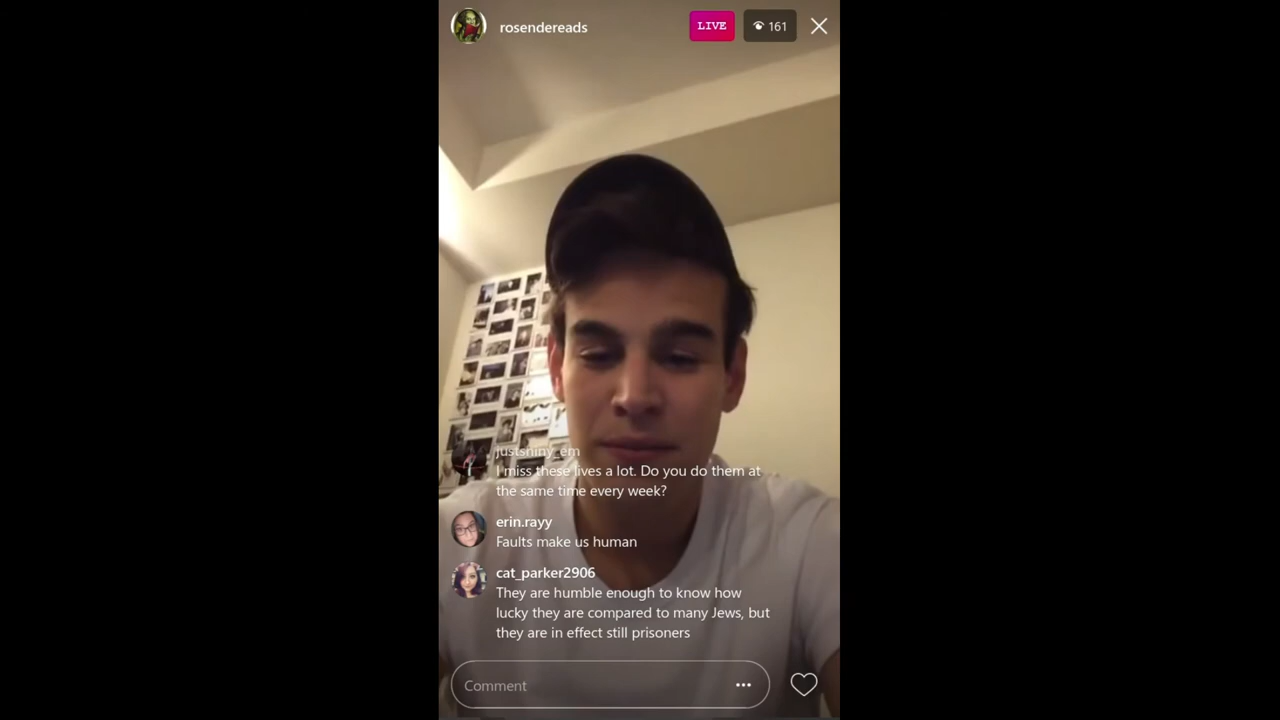 rosendereads
LIVE
161
justshiny_em
I miss these lives a lot. Do you do them at
the same time every week?
erin.rayy
Faults make us human
cat_parker2906
They are humble enough to know how
lucky they are compared to many Jews, but
they are in effect still prisoners
Comment